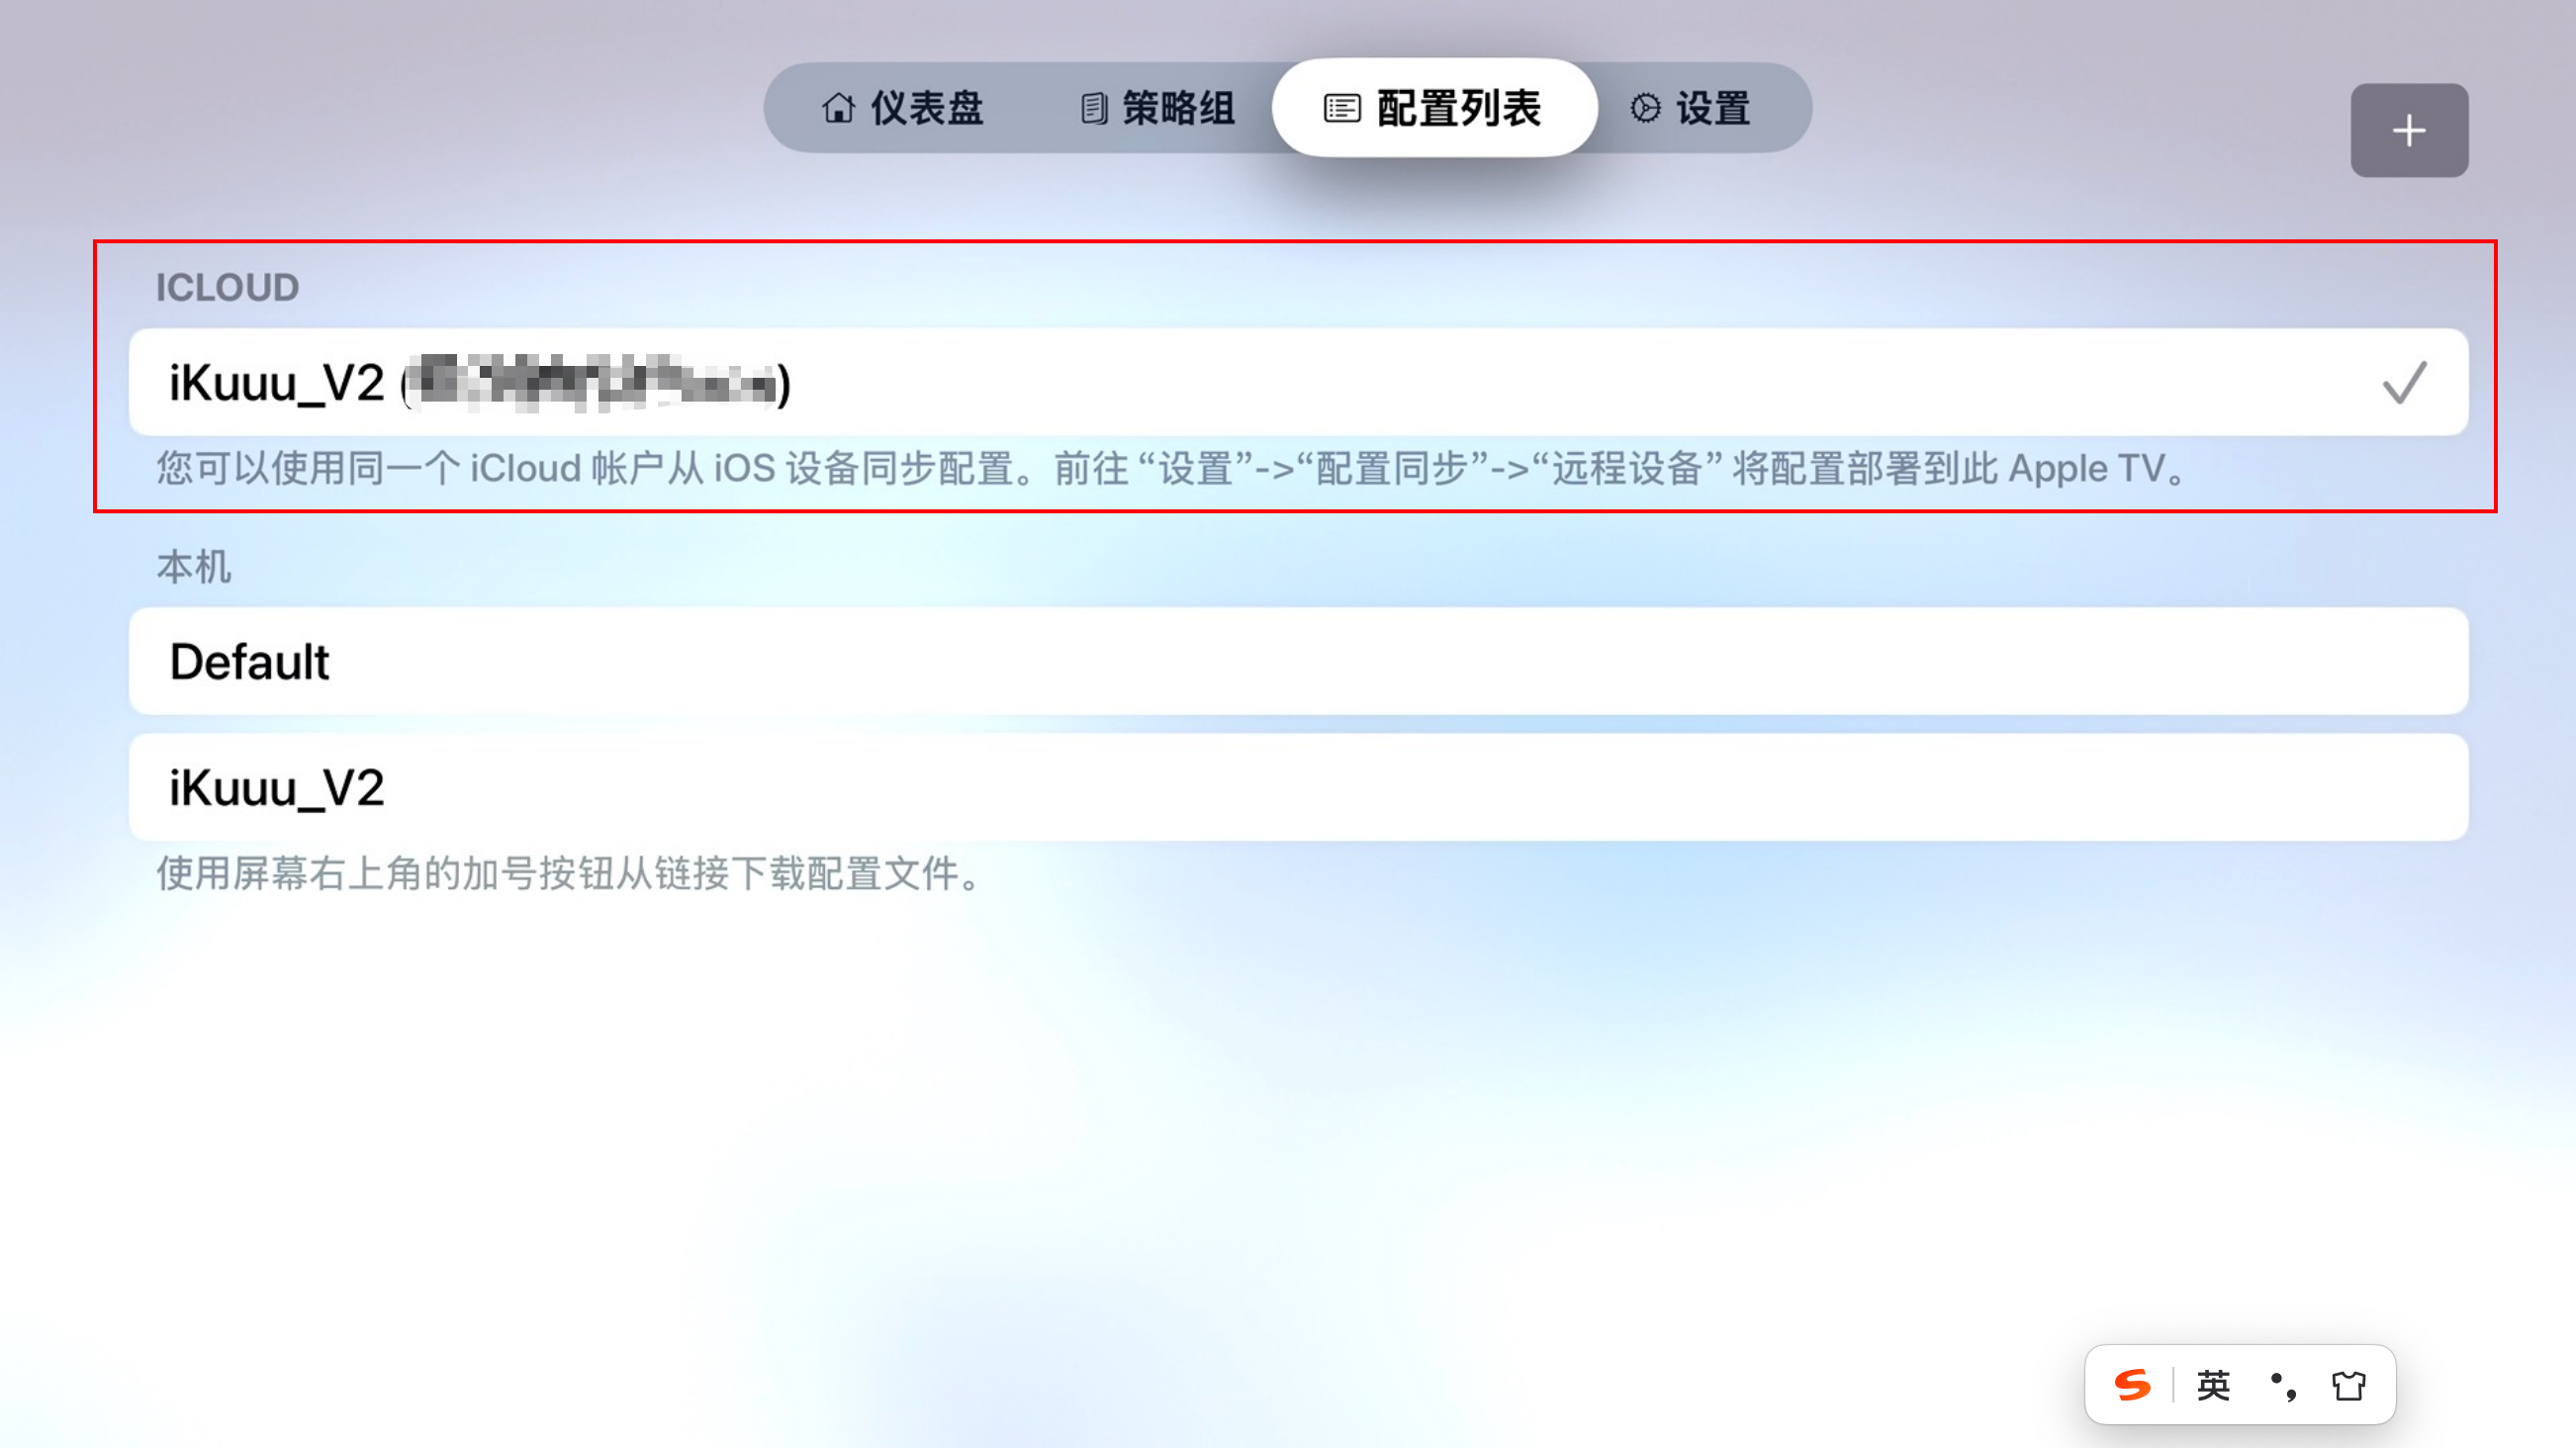 仪表盘 策略组 配置列表 设置
+
ICLOUD
iKuuu_V2 ( )
您可以使用同一个 iCloud 帐户从 iOS 设备同步配置。前往 “设置”->“配置同步”->“远程设备” 将配置部署到此 Apple TV。
本机
Default
iKuuu_V2
使用屏幕右上角的加号按钮从链接下载配置文件。
S 英